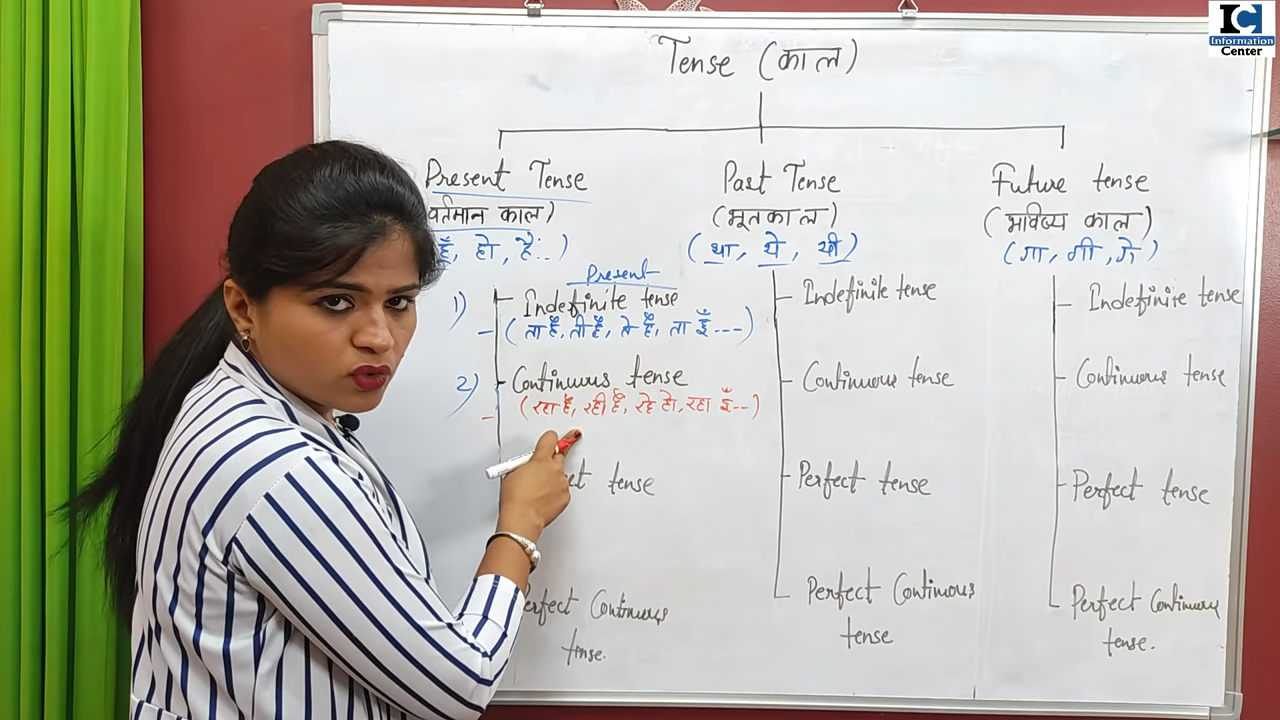 IC
Information
Center
Tense (काल)
Present Tense
वर्तमान काल)
हूँ, हो, है..)
Present
1) Indefinite tense
- (ता है, ती है, ते है, ता हूँ ----)
2) Continuous tense
- (रहा है, रही है, रहे हो, रहा हूँ --)
tense
Perfect Continuous
tense.
Past Tense
(भूतकाल)
(था, थे, थी)
Indefinite tense
Continuous tense
Perfect tense
Perfect Continuous
tense
Future tense
(भविष्य काल)
(गा, गी, गे)
Indefinite tense
Continuous tense
Perfect tense
Perfect Continuous
tense.